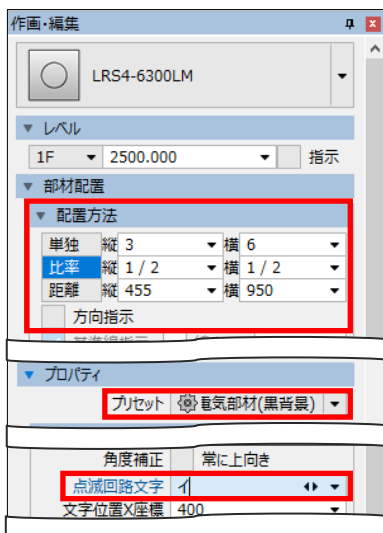 作画・編集
LRS4-6300LM
レベル
1F 2500.000 指示
部材配置
配置方法
単独 縦 3 横 6
比率 縦 1 / 2 横 1 / 2
距離 縦 455 横 950
方向指示
プロパティ
プリセット 電気部材(黒背景)
角度補正 常に上向き
点滅回路文字 イ
文字位置X座標 400